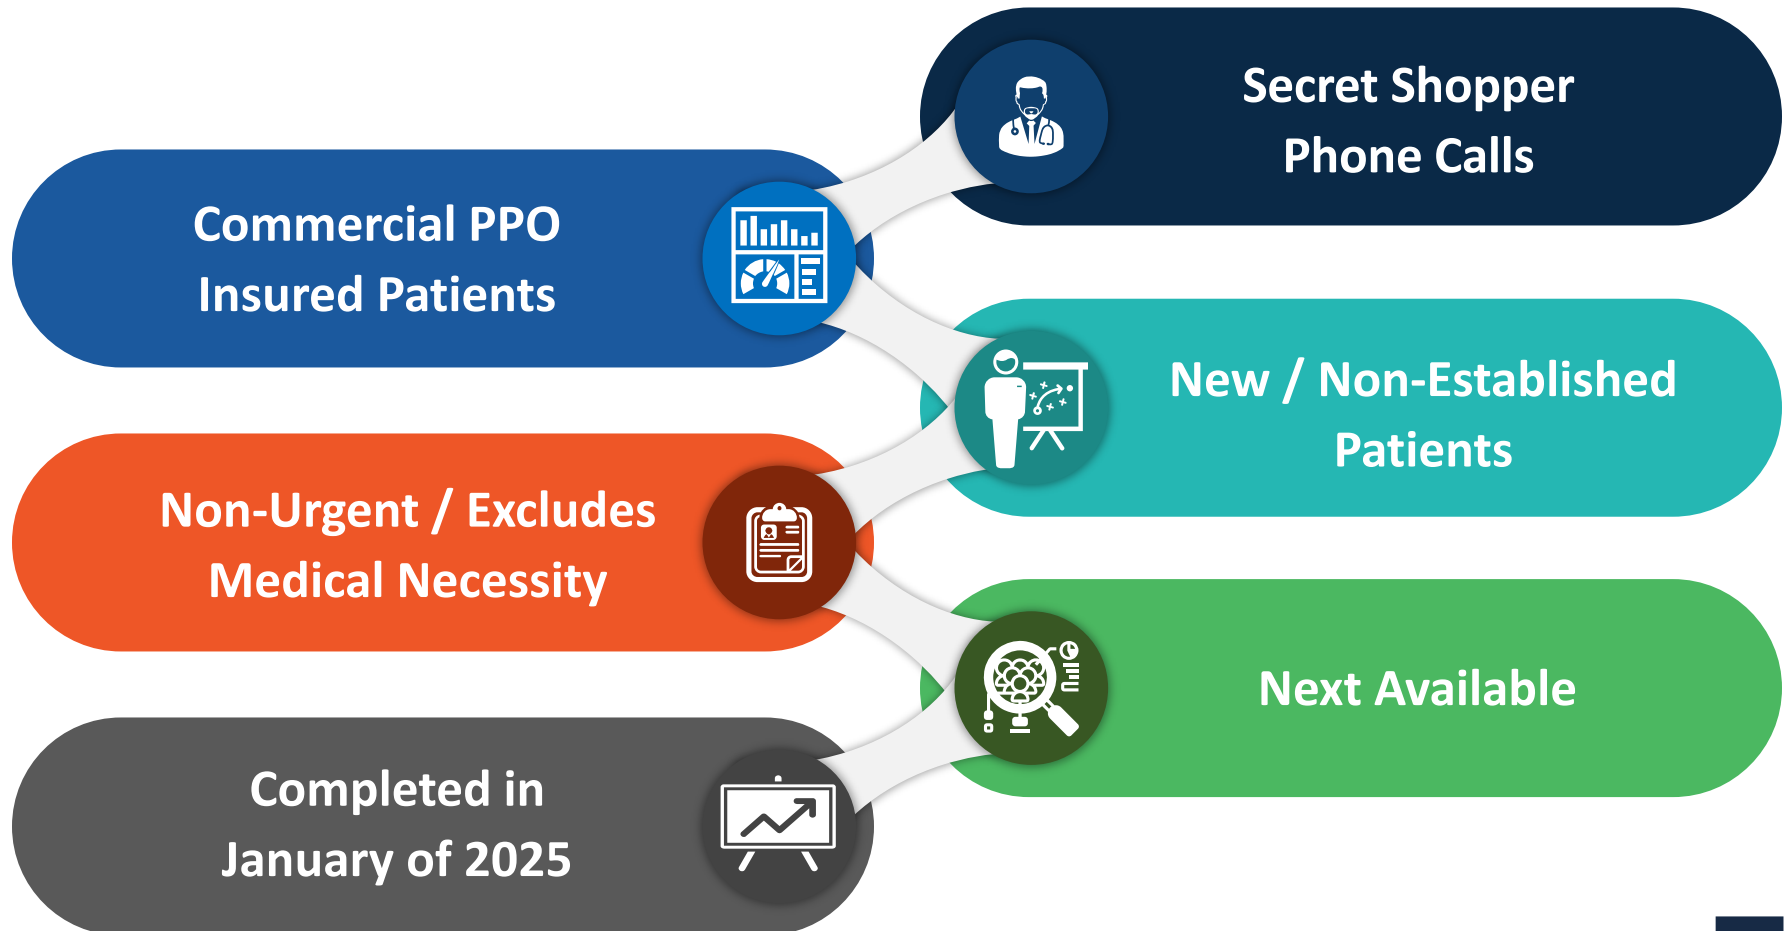 Secret Shopper
Phone Calls
Commercial PPO
Insured Patients
New / Non-Established
Patients
Non-Urgent / Excludes
Medical Necessity
Next Available
Completed in
January of 2025